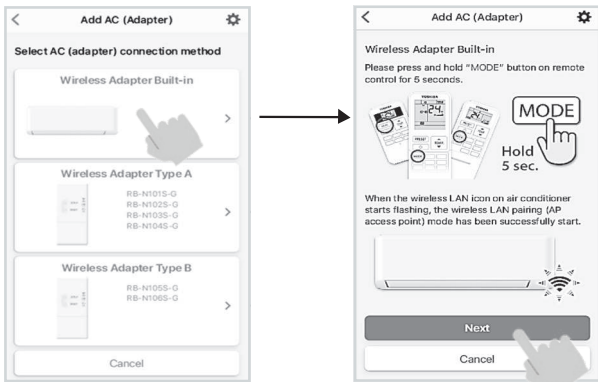 Add AC (Adapter)
Select AC (adapter) connection method
Wireless Adapter Built-in
Wireless Adapter Type A
RB-N101S-G
RB-N102S-G
RB-N103S-G
RB-N104S-G
Wireless Adapter Type B
RB-N105S-G
RB-N106S-G
Cancel
Add AC (Adapter)
Wireless Adapter Built-in
Please press and hold “MODE” button on remote
control for 5 seconds.
MODE
Hold
5 sec.
When the wireless LAN icon on air conditioner
starts flashing, the wireless LAN pairing (AP
access point) mode has been successfully start.
Next
Cancel